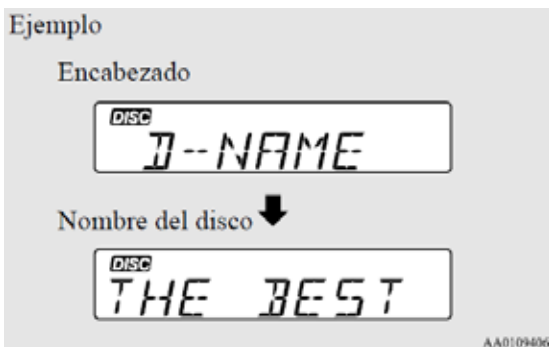 Ejemplo
Encabezado
DISC
D--NAME
Nombre del disco
DISC
THE BEST
AA0109406